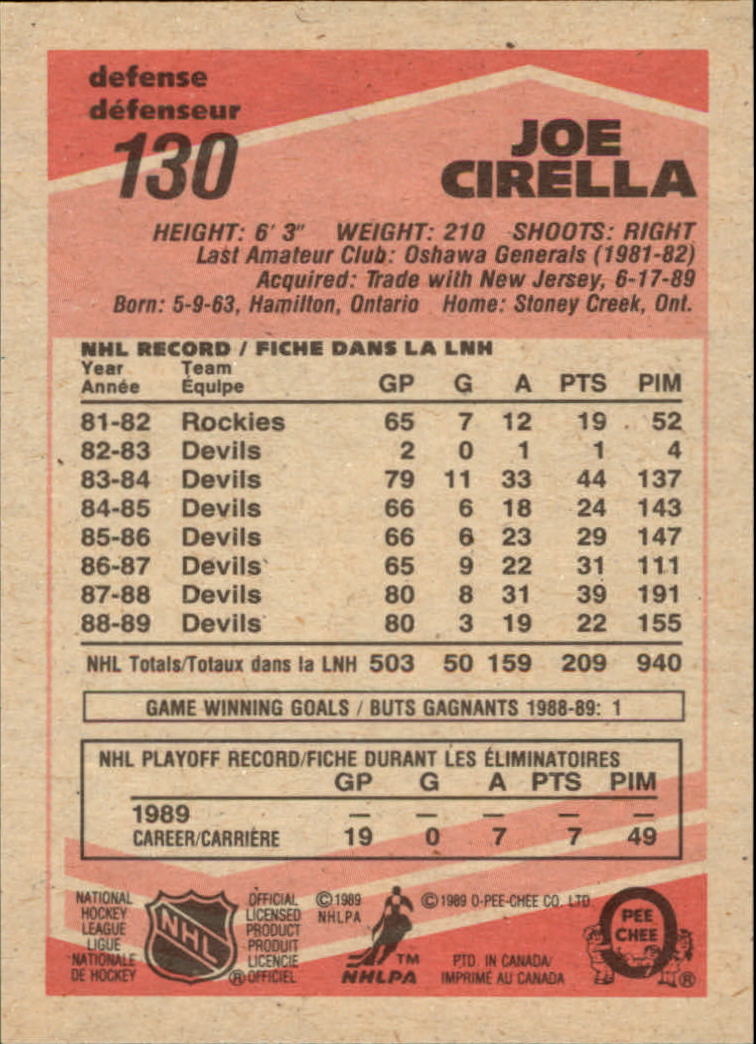 defense
défenseur
130
JOE
CIRELLA
HEIGHT: 6' 3" WEIGHT: 210 SHOOTS: RIGHT
Last Amateur Club: Oshawa Generals (1981-82)
Acquired: Trade with New Jersey, 6-17-89
Born: 5-9-63, Hamilton, Ontario Home: Stoney Creek, Ont.
NHL RECORD / FICHE DANS LA LNH
Year Team
Année Équipe GP G A PTS PIM
81-82 Rockies 65 7 12 19 52
82-83 Devils 2 0 1 1 4
83-84 Devils 79 11 33 44 137
84-85 Devils 66 6 18 24 143
85-86 Devils 66 6 23 29 147
86-87 Devils 65 9 22 31 111
87-88 Devils 80 8 31 39 191
88-89 Devils 80 3 19 22 155
NHL Totals/Totaux dans la LNH 503 50 159 209 940
GAME WINNING GOALS / BUTS GAGNANTS 1988-89: 1
NHL PLAYOFF RECORD/FICHE DURANT LES ÉLIMINATOIRES
GP G A PTS PIM
1989 — — — — —
CAREER/CARRIÈRE 19 0 7 7 49
NATIONAL
HOCKEY
LEAGUE
LIGUE
NATIONALE
DE HOCKEY
NHL
®
OFFICIAL
LICENSED
PRODUCT
PRODUIT
LICENCIE
OFFICIEL
©1989
NHLPA
TM
NHLPA
©1989 O-PEE-CHEE CO. LTD.
PTD. IN CANADA/
IMPRIMÉ AU CANADA
O
PEE
CHEE
®